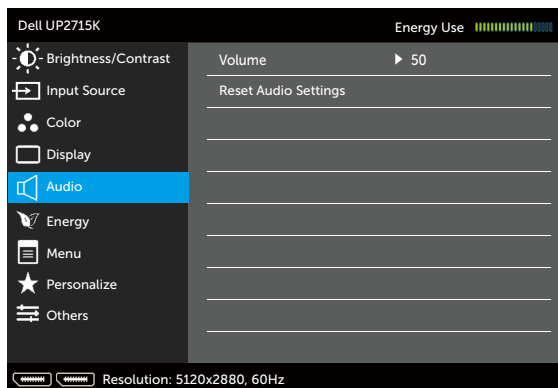 Dell UP2715K Energy Use
Brightness/Contrast Volume 50
Input Source Reset Audio Settings
Color
Display
Audio
Energy
Menu
Personalize
Others
Resolution: 5120x2880, 60Hz